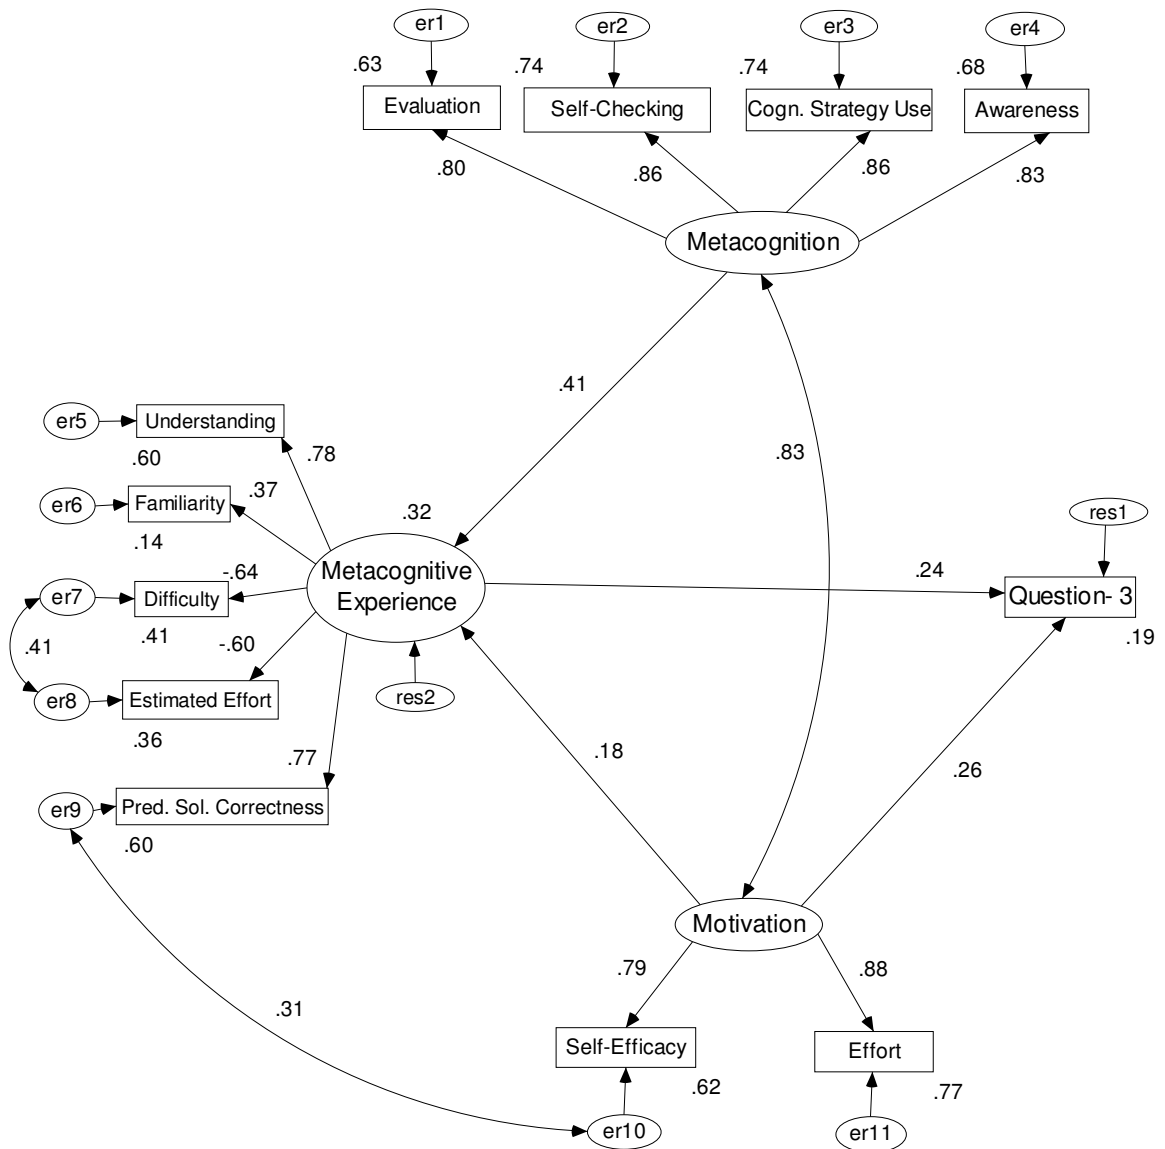 er1
er2
er3
er4
.63
.74
.74
.68
Evaluation
Self-Checking
Cogn. Strategy Use
Awareness
.80
.86
.86
.83
Metacognition
.41
.83
er5
Understanding
.60
.78
er6
Familiarity
.37
.14
.32
Metacognitive
Experience
res1
-.64
er7
Difficulty
.41
.24
Question- 3
.19
.41
-.60
er8
Estimated Effort
.36
res2
.77
.18
.26
er9
Pred. Sol. Correctness
.60
Motivation
.79
.88
.31
Self-Efficacy
.62
Effort
.77
er10
er11